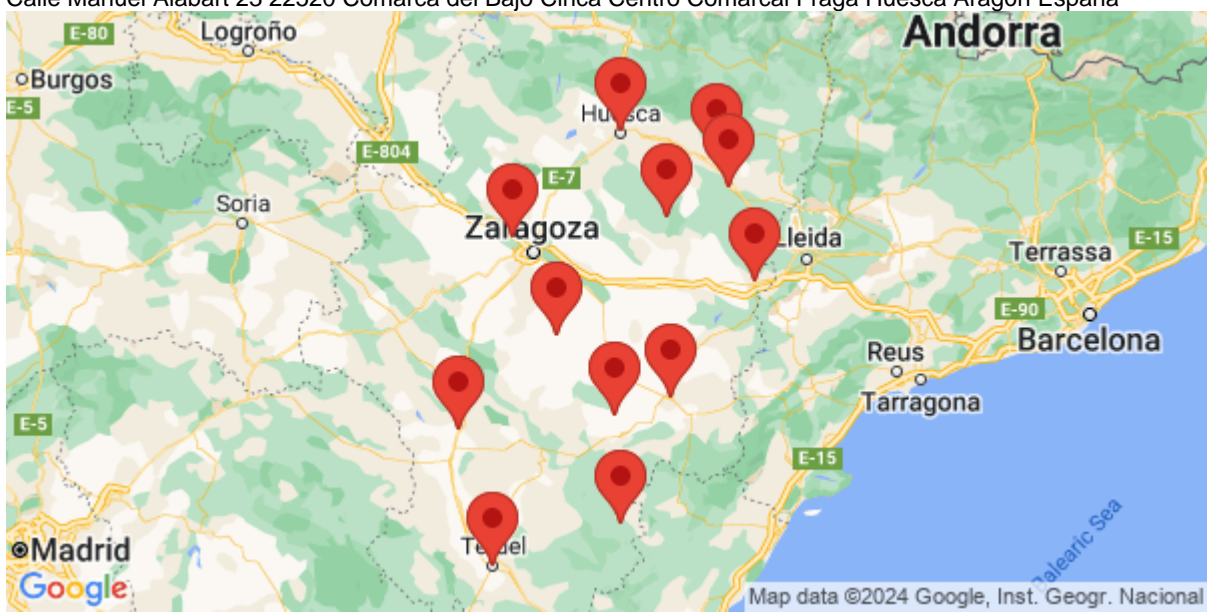 Calle Manuel Alabart 23 22520 Comarca del Bajo Cinca Centro Comarcal Fraga Huesca Aragón España
E-80
Logroño
Andorra
Burgos
E-5
Huesca
E-804
E-7
Soria
Zaragoza
Lleida
Terrassa
E-15
E-90
Barcelona
Reus
Tarragona
E-5
E-15
Teruel
Madrid
Balearic Sea
Google
Map data ©2024 Google, Inst. Geogr. Nacional